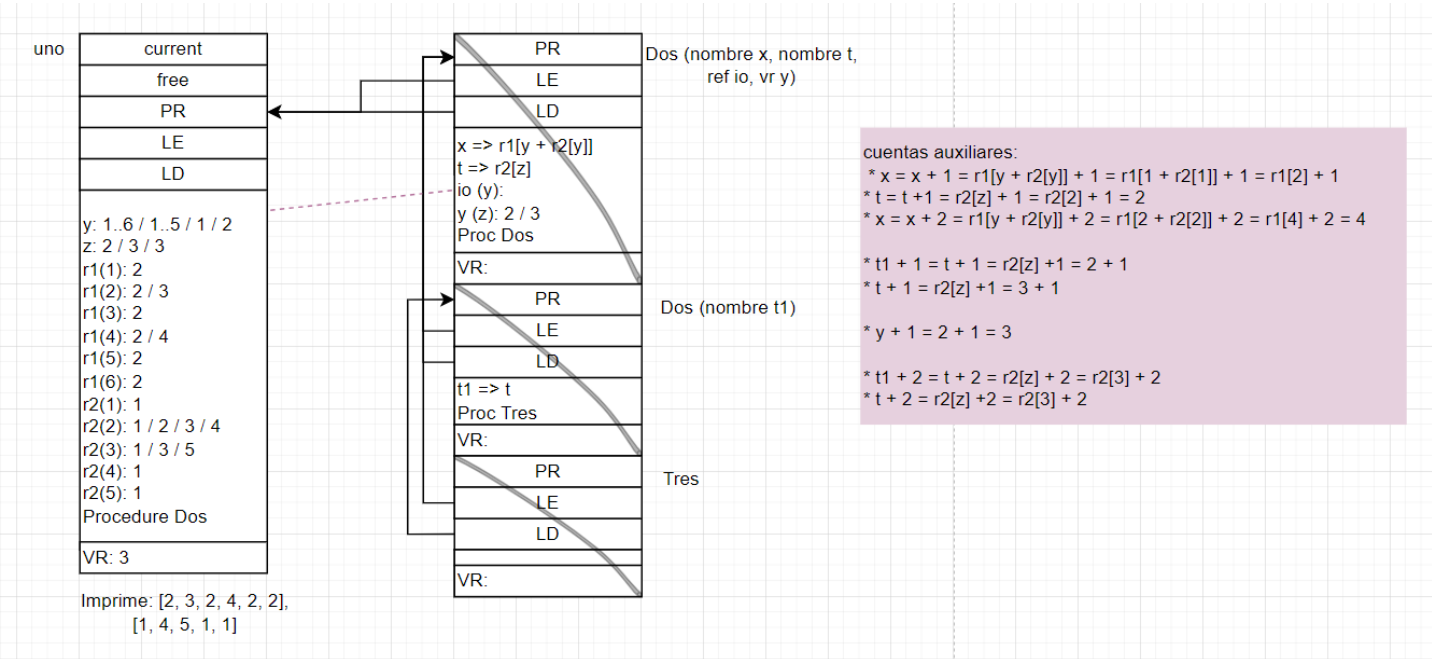 uno
current
free
PR
LE
LD
y: 1..6 / 1..5 / 1 / 2
z: 2 / 3 / 3
r1(1): 2
r1(2): 2 / 3
r1(3): 2
r1(4): 2 / 4
r1(5): 2
r1(6): 2
r2(1): 1
r2(2): 1 / 2 / 3 / 4
r2(3): 1 / 3 / 5
r2(4): 1
r2(5): 1
Procedure Dos
VR: 3
Imprime: [2, 3, 2, 4, 2, 2],
[1, 4, 5, 1, 1]
PR
LE
LD
x => r1[y + r2[y]]
t => r2[z]
io (y):
y (z): 2 / 3
Proc Dos
VR:
Dos (nombre x, nombre t,
ref io, vr y)
PR
LE
LD
t1 => t
Proc Tres
VR:
Dos (nombre t1)
PR
LE
LD
VR:
Tres
cuentas auxiliares:
* x = x + 1 = r1[y + r2[y]] + 1 = r1[1 + r2[1]] + 1 = r1[2] + 1
* t = t +1 = r2[z] + 1 = r2[2] + 1 = 2
* x = x + 2 = r1[y + r2[y]] + 2 = r1[2 + r2[2]] + 2 = r1[4] + 2 = 4
* t1 + 1 = t + 1 = r2[z] +1 = 2 + 1
* t + 1 = r2[z] +1 = 3 + 1
* y + 1 = 2 + 1 = 3
* t1 + 2 = t + 2 = r2[z] + 2 = r2[3] + 2
* t + 2 = r2[z] +2 = r2[3] + 2